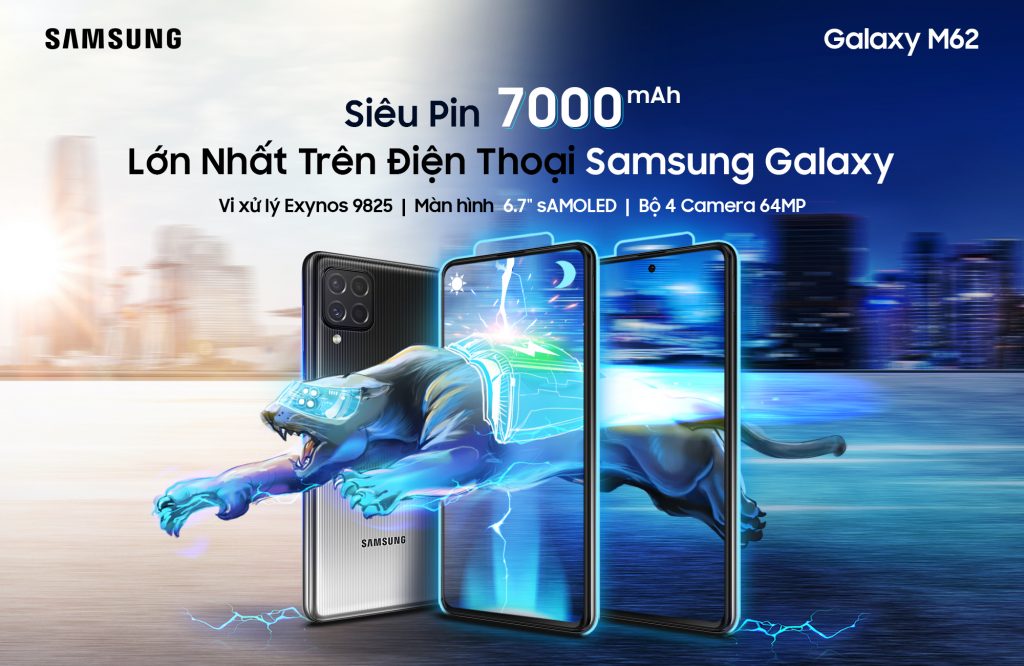 SAMSUNG
Galaxy M62
Siêu Pin 7000mAh
Lớn Nhất Trên Điện Thoại Samsung Galaxy
Vi xử lý Exynos 9825 | Màn hình 6.7" sAMOLED | Bộ 4 Camera 64MP
SAMSUNG